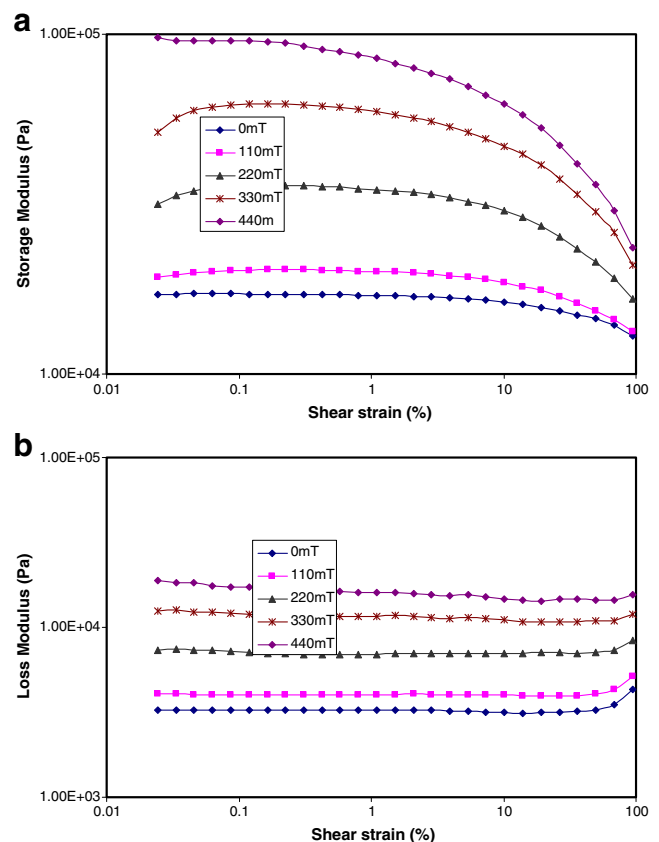 a
1.00E+05
Storage Modulus (Pa)
0mT
110mT
220mT
330mT
440m
1.00E+04
0.01
0.1
1
10
100
Shear strain (%)
b
1.00E+05
Loss Modulus (Pa)
0mT
110mT
220mT
330mT
440mT
1.00E+04
1.00E+03
0.01
0.1
1
10
100
Shear strain (%)